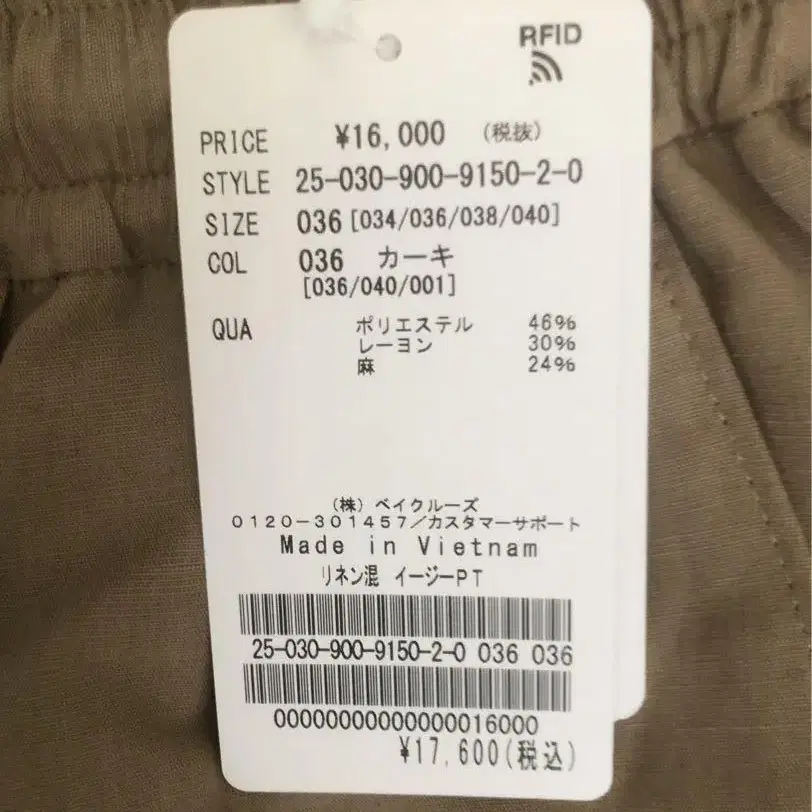 RFID
PRICE ¥16,000 (税抜)
STYLE 25-030-900-9150-2-0
SIZE 036 [034/036/038/040]
COL 036 カーキ
[036/040/001]
QUA ポリエステル 46%
レーヨン 30%
麻 24%
(株) ベイクルーズ
0120-301457/カスタマーサポート
Made in Vietnam
リネン混 イージーPT
25-030-900-9150-2-0 036 036
00000000000000016000
¥17,600(税込)